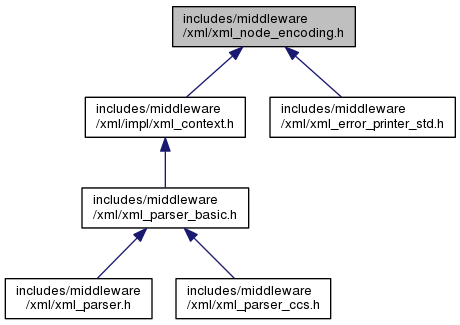 includes/middleware
/xml/xml_node_encoding.h
includes/middleware
/xml/impl/xml_context.h
includes/middleware
/xml/xml_error_printer_std.h
includes/middleware
/xml/xml_parser_basic.h
includes/middleware
/xml/xml_parser.h
includes/middleware
/xml/xml_parser_ccs.h